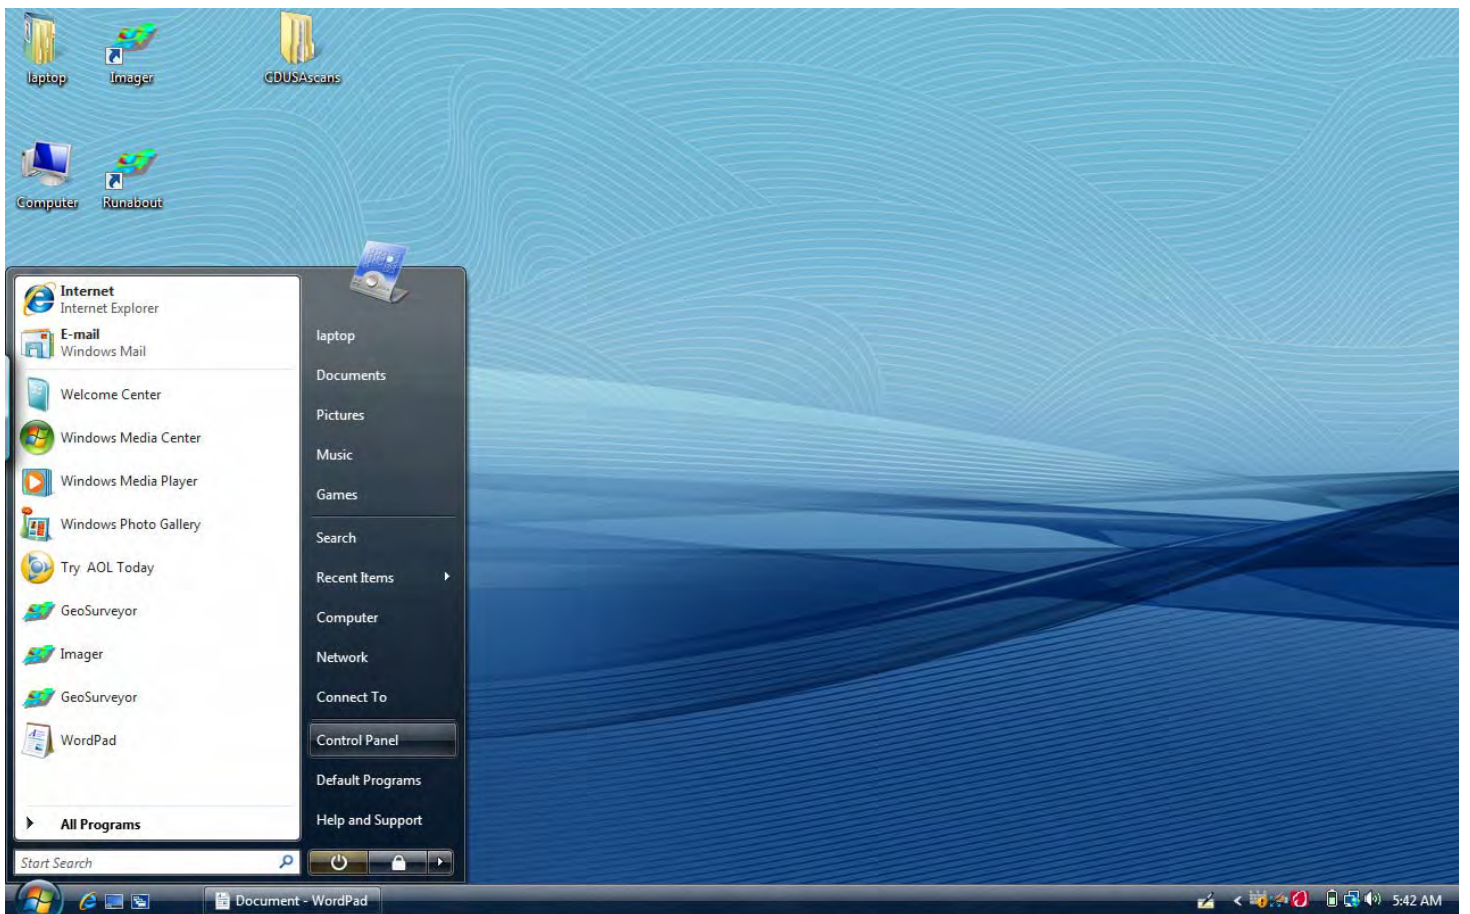 laptop
Imager
GDUSAscans
Computer
Runabout
Internet
Internet Explorer
E-mail
Windows Mail
Welcome Center
Windows Media Center
Windows Media Player
Windows Photo Gallery
Try AOL Today
GeoSurveyor
Imager
GeoSurveyor
WordPad
All Programs
Start Search
laptop
Documents
Pictures
Music
Games
Search
Recent Items
Computer
Network
Connect To
Control Panel
Default Programs
Help and Support
Document - WordPad
5:42 AM